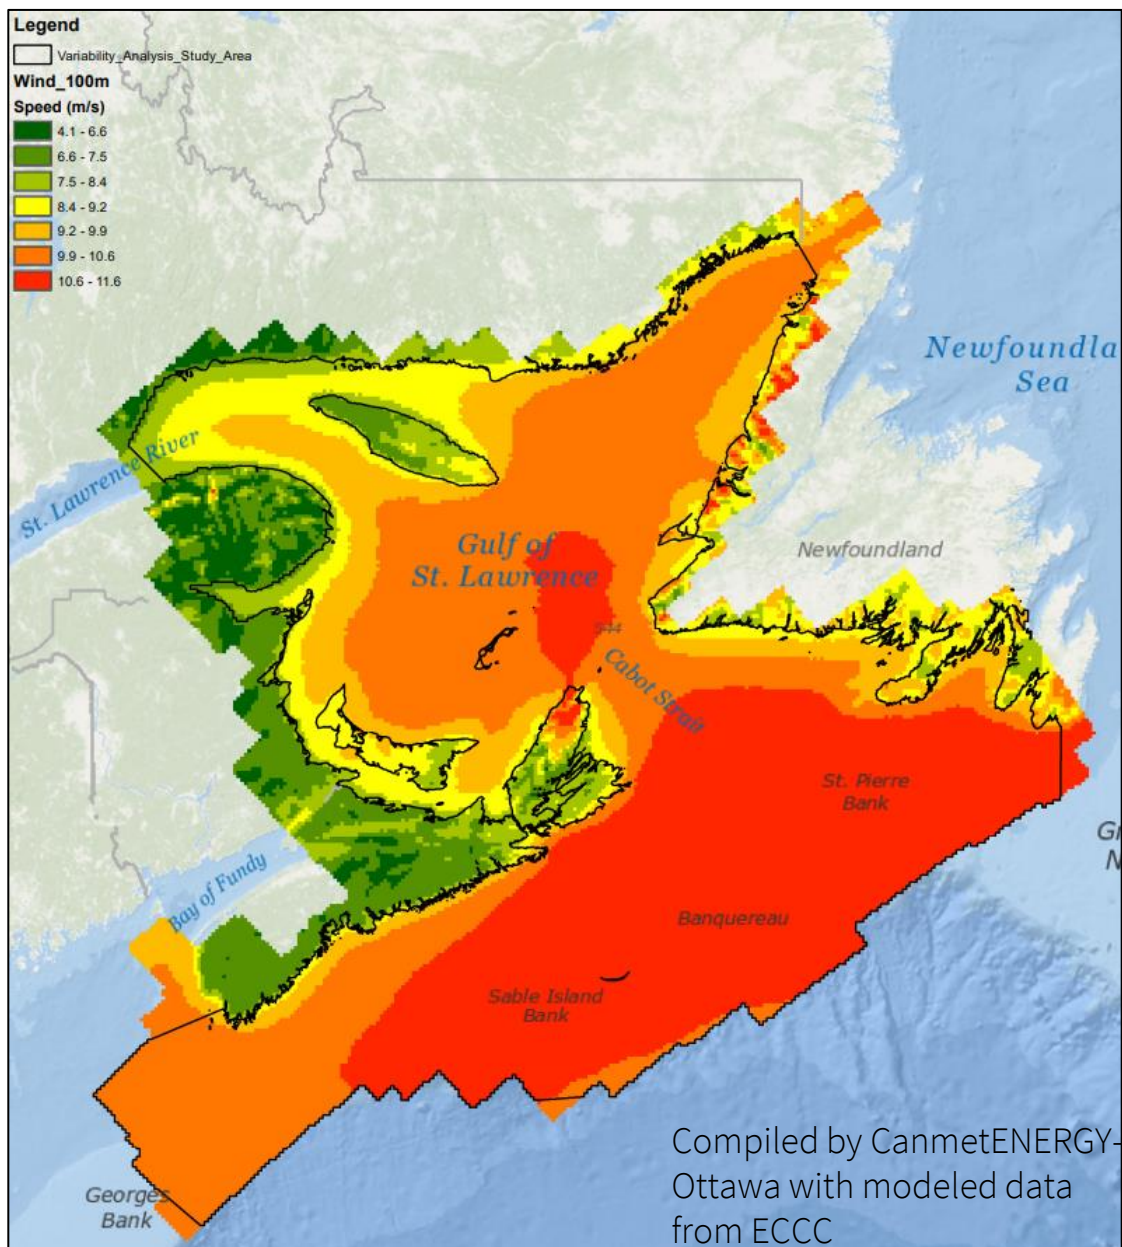 Legend
Variability_Analysis_Study_Area
Wind_100m
Speed (m/s)
4.1 - 6.6
6.6 - 7.5
7.5 - 8.4
8.4 - 9.2
9.2 - 9.9
9.9 - 10.6
10.6 - 11.6
Newfoundla
Sea
St. Lawrence River
Gulf of
St. Lawrence
Newfoundland
Cabot Strait
St. Pierre
Bank
Gr
N
Bay of Fundy
Banquereau
Sable Island
Bank
Georges
Bank
Compiled by CanmetENERGY-
Ottawa with modeled data
from ECCC